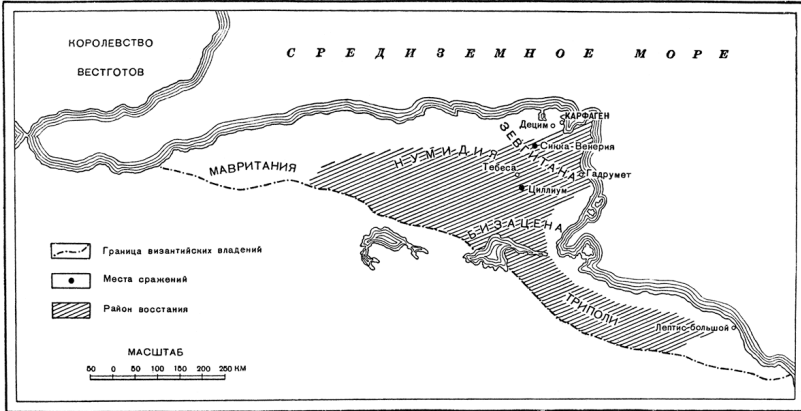 КОРОЛЕВСТВО
ВЕСТГОТОВ
СРЕДИЗЕМНОЕ МОРЕ
КАРФАГЕН
Децим
ЗЕВГИТАНА
Сикка-Венерия
НУМИДИЯ
МАВРИТАНИЯ
Тебеса
Гадрумет
Циллиум
БИЗАЦЕНА
ТРИПОЛИ
Лептис-большой
Граница византийских владений
Места сражений
Район восстания
МАСШТАБ
50 0 50 100 150 200 250 КМ